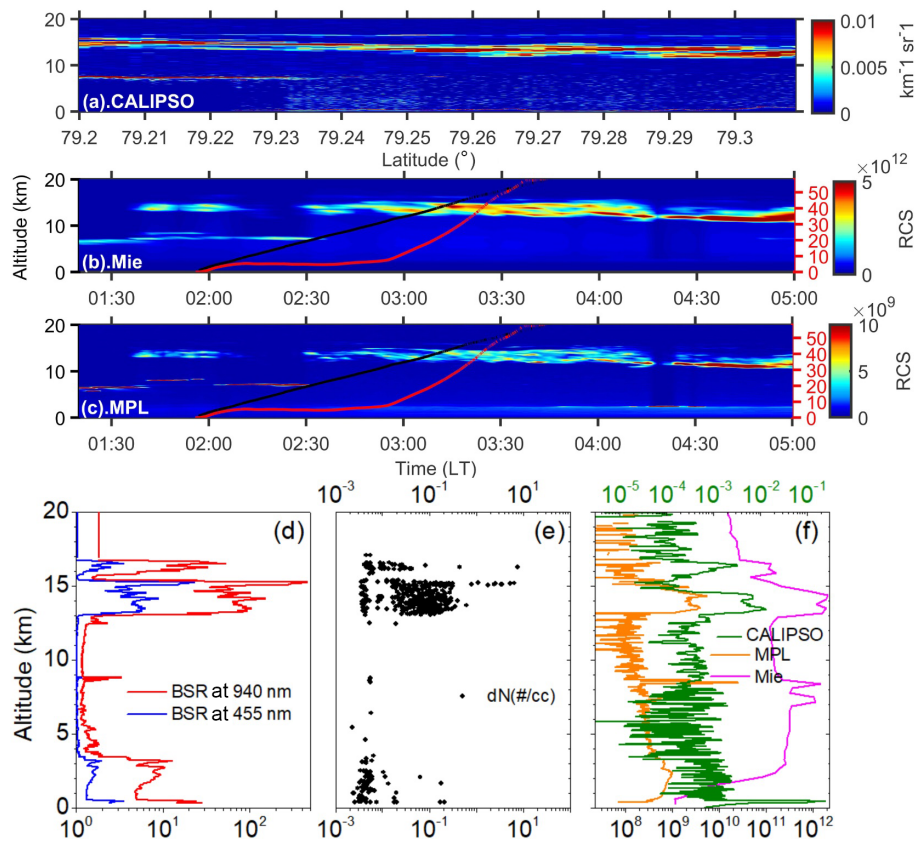 20
10
0
(a).CALIPSO
0.01
0.005
0
km⁻¹ sr⁻¹
79.2 79.21 79.22 79.23 79.24 79.25 79.26 79.27 79.28 79.29 79.3
Latitude (°)
Altitude (km)
20
10
0
(b).Mie
50
40
30
20
10
0
×10¹²
5
0
RCS
01:30 02:00 02:30 03:00 03:30 04:00 04:30 05:00
20
10
0
(c).MPL
50
40
30
20
10
0
×10⁹
10
5
0
RCS
01:30 02:00 02:30 03:00 03:30 04:00 04:30 05:00
Time (LT)
10⁻³ 10⁻¹ 10¹
10⁻⁵ 10⁻⁴ 10⁻³ 10⁻² 10⁻¹
Altitude (km)
20
15
10
5
0
(d)
BSR at 940 nm
BSR at 455 nm
10⁰ 10¹ 10²
(e)
dN(#/cc)
10⁻³ 10⁻¹ 10¹
(f)
CALIPSO
MPL
Mie
10⁸ 10⁹ 10¹⁰ 10¹¹ 10¹²